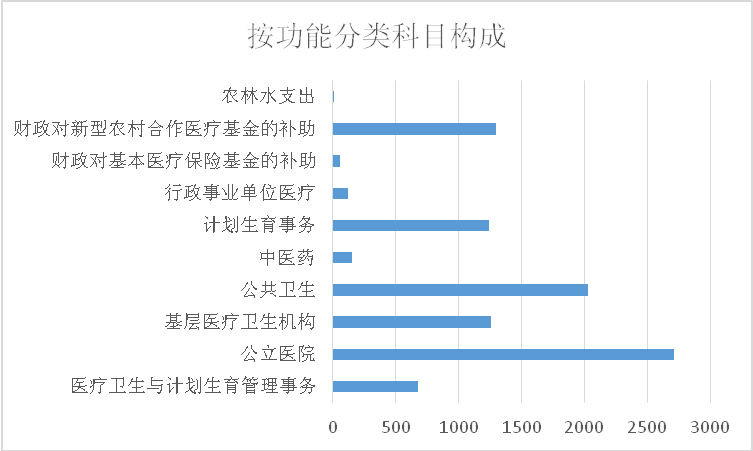 按功能分类科目构成
农林水支出
财政对新型农村合作医疗基金的补助
财政对基本医疗保险基金的补助
行政事业单位医疗
计划生育事务
中医药
公共卫生
基层医疗卫生机构
公立医院
医疗卫生与计划生育管理事务
0 500 1000 1500 2000 2500 3000